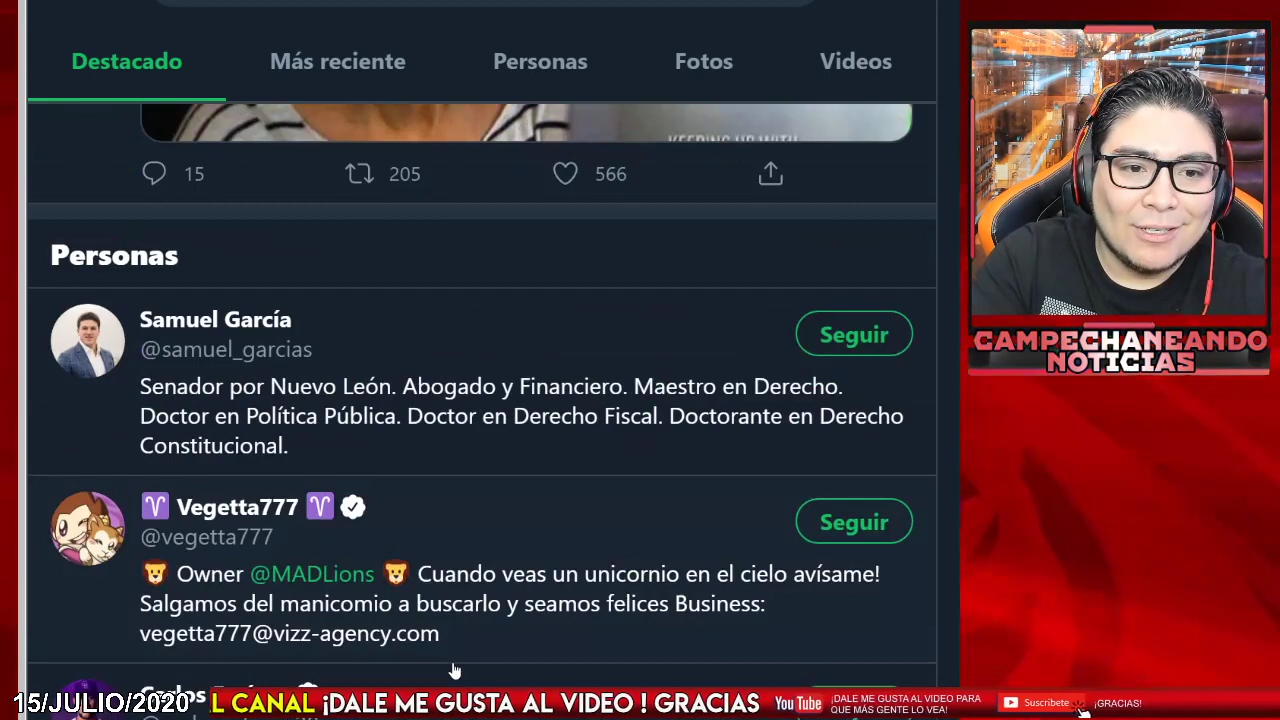 Destacado
Más reciente
Personas
Fotos
Videos
15
205
566
Personas
Samuel García
@samuel_garcias
Seguir
Senador por Nuevo León. Abogado y Financiero. Maestro en Derecho.
Doctor en Política Pública. Doctor en Derecho Fiscal. Doctorante en Derecho
Constitucional.
♈ Vegetta777 ♈
@vegetta777
Seguir
🦁 Owner @MADLions 🦁 Cuando veas un unicornio en el cielo avísame!
Salgamos del manicomio a buscarlo y seamos felices Business:
vegetta777@vizz-agency.com
CAMPECHANEANDO
NOTICIAS
15/JULIO/2020
L CANAL ¡DALE ME GUSTA AL VIDEO ! GRACIAS
YouTube
¡DALE ME GUSTA AL VIDEO PARA
QUE MÁS GENTE LO VEA!
Suscríbete
¡GRACIAS!